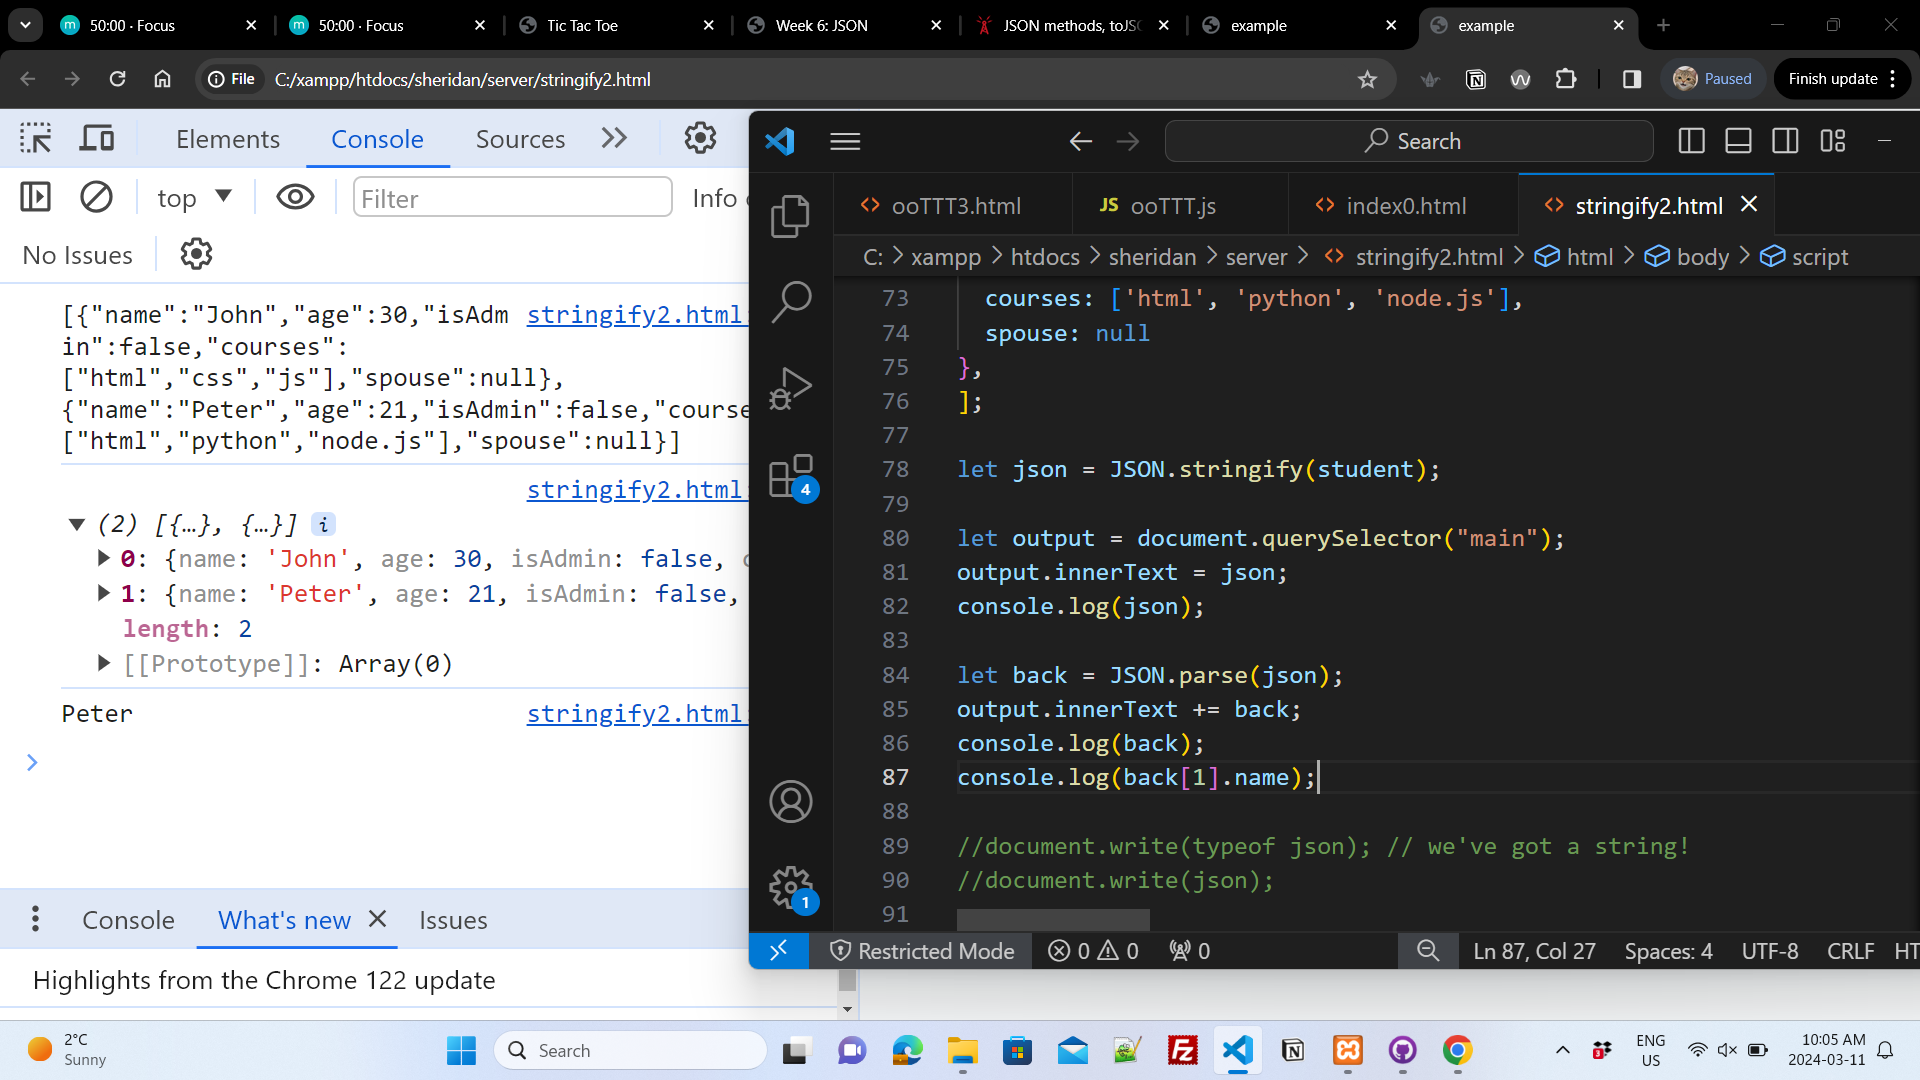 50:00 · Focus
50:00 · Focus
Tic Tac Toe
Week 6: JSON
JSON methods, toJSO
example
example
File C:/xampp/htdocs/sheridan/server/stringify2.html
Paused
Finish update
Elements Console Sources
top
Filter
Info
No Issues
[{"name":"John","age":30,"isAdm stringify2.html:
in":false,"courses":
["html","css","js"],"spouse":null},
{"name":"Peter","age":21,"isAdmin":false,"course
["html","python","node.js"],"spouse":null}]
stringify2.html:
(2) [{…}, {…}] i
0: {name: 'John', age: 30, isAdmin: false, c
1: {name: 'Peter', age: 21, isAdmin: false,
length: 2
[[Prototype]]: Array(0)
Peter stringify2.html:
Console What's new Issues
Highlights from the Chrome 122 update
Search
ooTTT3.html
JS ooTTT.js
index0.html
stringify2.html
C: > xampp > htdocs > sheridan > server > stringify2.html > html > body > script
4
1
73 courses: ['html', 'python', 'node.js'],
74 spouse: null
75 },
76 ];
77
78 let json = JSON.stringify(student);
79
80 let output = document.querySelector("main");
81 output.innerText = json;
82 console.log(json);
83
84 let back = JSON.parse(json);
85 output.innerText += back;
86 console.log(back);
87 console.log(back[1].name);
88
89 //document.write(typeof json); // we've got a string!
90 //document.write(json);
91
Restricted Mode 0 0 0 Ln 87, Col 27 Spaces: 4 UTF-8 CRLF HT
2°C
Sunny
Search
ENG
US
10:05 AM
2024-03-11